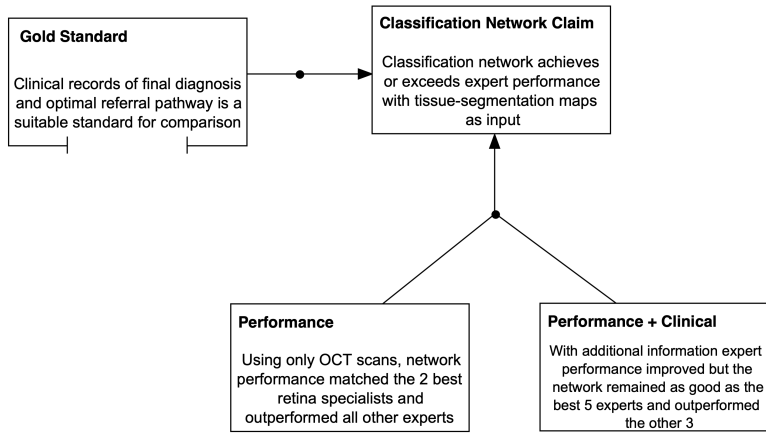 Gold Standard
Clinical records of final diagnosis
and optimal referral pathway is a
suitable standard for comparison
Classification Network Claim
Classification network achieves
or exceeds expert performance
with tissue-segmentation maps
as input
Performance
Using only OCT scans, network
performance matched the 2 best
retina specialists and
outperformed all other experts
Performance + Clinical
With additional information expert
performance improved but the
network remained as good as the
best 5 experts and outperformed
the other 3